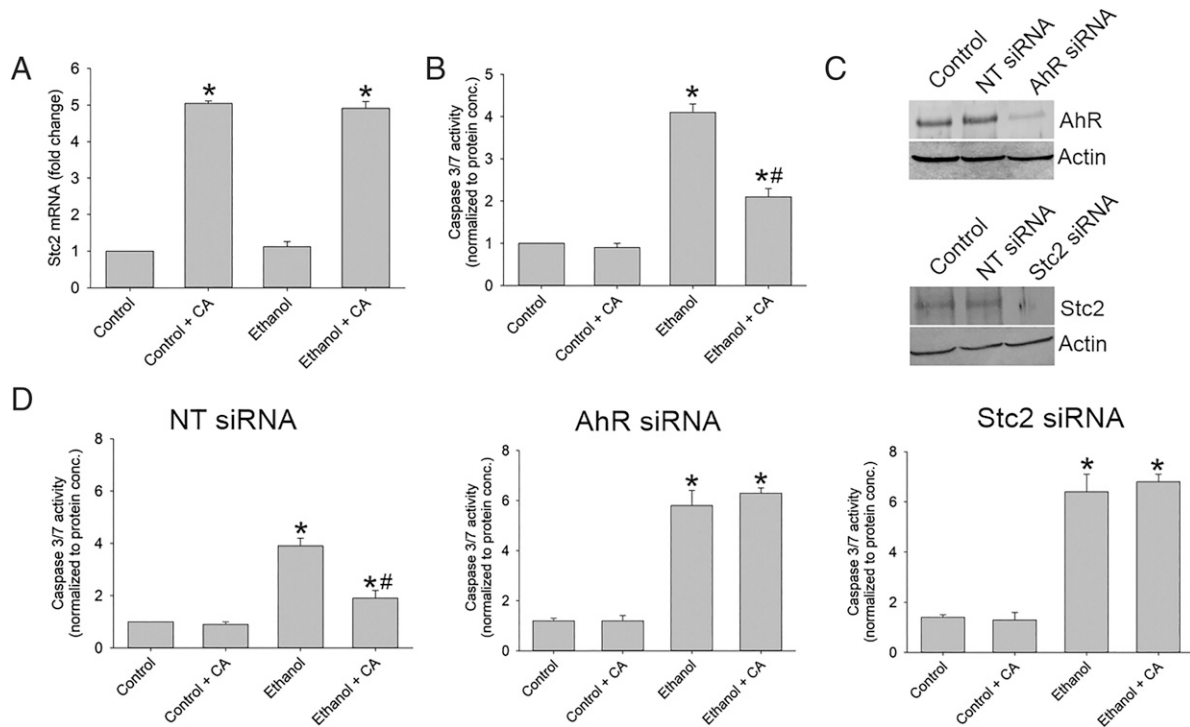 A
Stc2 mRNA (fold change)
6
5
4
3
2
1
0
*
*
Control
Control + CA
Ethanol
Ethanol + CA
B
Caspase 3/7 activity
(normalized to protein conc.)
5
4
3
2
1
0
*
*#
Control
Control + CA
Ethanol
Ethanol + CA
C
Control
NT siRNA
AhR siRNA
AhR
Actin
Control
NT siRNA
Stc2 siRNA
Stc2
Actin
D
NT siRNA
Caspase 3/7 activity
(normalized to protein conc.)
8
6
4
2
0
*
*#
Control
Control + CA
Ethanol
Ethanol + CA
AhR siRNA
Caspase 3/7 activity
(normalized to protein conc.)
8
6
4
2
0
*
*
Control
Control + CA
Ethanol
Ethanol + CA
Stc2 siRNA
Caspase 3/7 activity
(normalized to protein conc.)
8
6
4
2
0
*
*
Control
Control + CA
Ethanol
Ethanol + CA